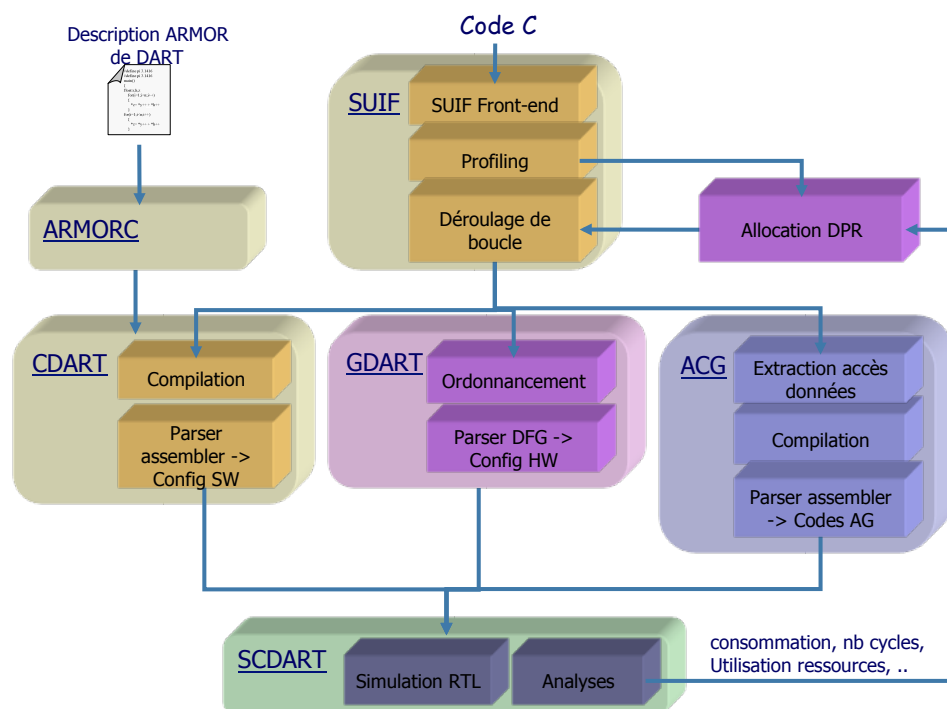 Description ARMOR
de DART
Code C
SUIF
SUIF Front-end
Profiling
Déroulage de
boucle
Allocation DPR
ARMORC
CDART
Compilation
Parser
assembler ->
Config SW
GDART
Ordonnancement
Parser DFG ->
Config HW
ACG
Extraction accès
données
Compilation
Parser assembler
-> Codes AG
SCDART
Simulation RTL
Analyses
consommation, nb cycles,
Utilisation ressources, ..